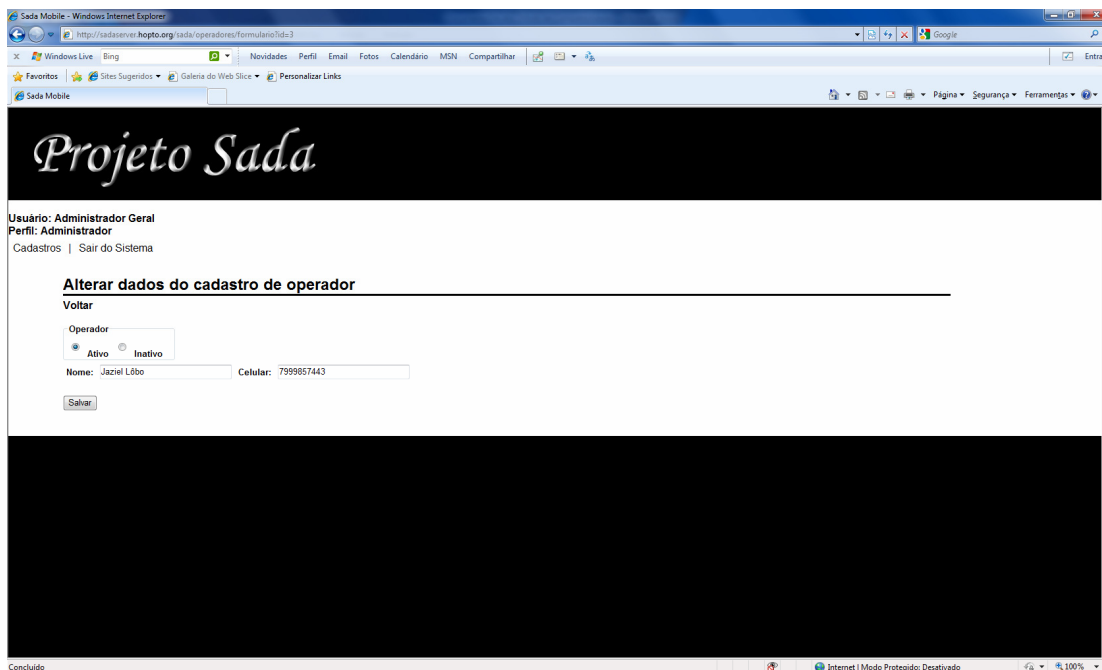 Sada Mobile - Windows Internet Explorer
http://sadaserver.hopto.org/sada/operadores/formulario?id=3
Google
x Windows Live Bing Novidades Perfil Email Fotos Calendário MSN Compartilhar Entra
Favoritos Sites Sugeridos Galeria do Web Slice Personalizar Links
Sada Mobile Página Segurança Ferramentas
Projeto Sada
Usuário: Administrador Geral
Perfil: Administrador
Cadastros | Sair do Sistema
Alterar dados do cadastro de operador
Voltar
Operador
Ativo Inativo
Nome: Jaziel Lôbo Celular: 7999857443
Salvar
Concluído Internet | Modo Protegido: Desativado 100%